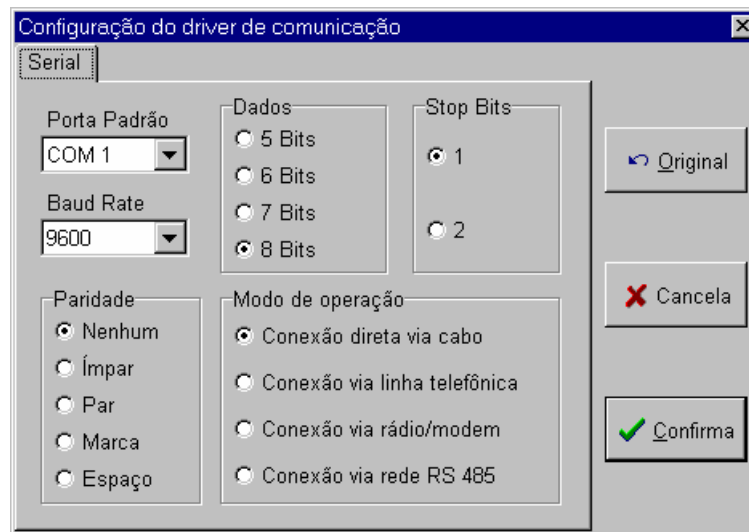 Configuração do driver de comunicação
Serial
Porta Padrão
COM 1
Baud Rate
9600
Dados
5 Bits
6 Bits
7 Bits
8 Bits
Stop Bits
1
2
Paridade
Nenhum
Ímpar
Par
Marca
Espaço
Modo de operação
Conexão direta via cabo
Conexão via linha telefônica
Conexão via rádio/modem
Conexão via rede RS 485
Original
Cancela
Confirma